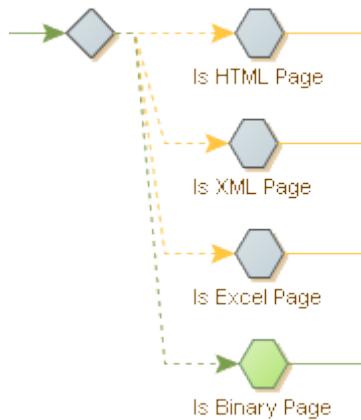 Is HTML Page
Is XML Page
Is Excel Page
Is Binary Page